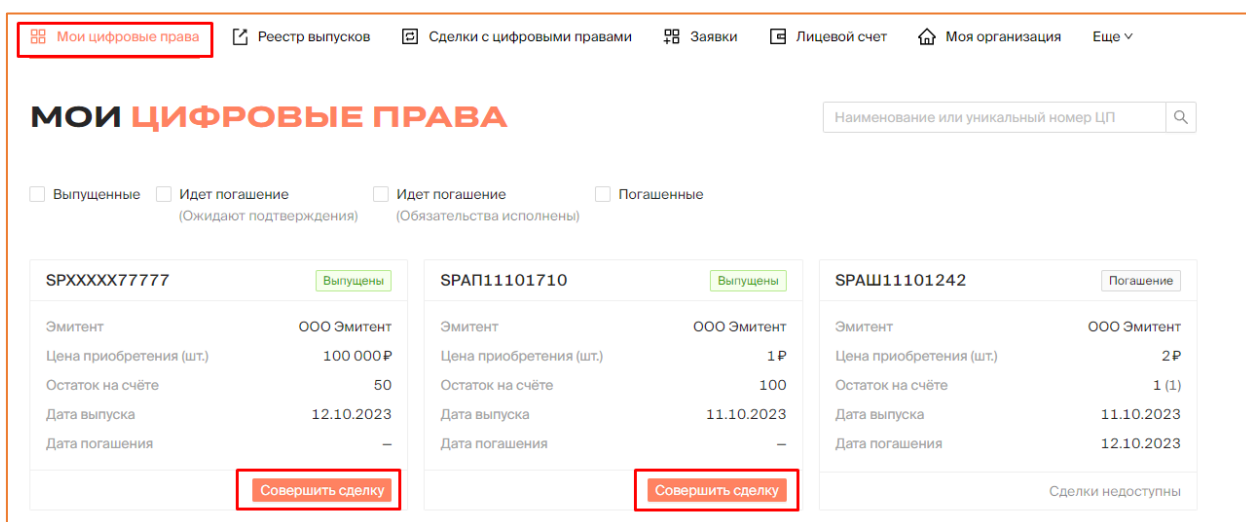 Мои цифровые права Реестр выпусков Сделки с цифровыми правами Заявки Лицевой счет Моя организация Еще
МОИ ЦИФРОВЫЕ ПРАВА
Наименование или уникальный номер ЦП
Выпущенные Идет погашение Идет погашение Погашенные
(Ожидают подтверждения) (Обязательства исполнены)
SPXXXXX77777 Выпущены
Эмитент ООО Эмитент
Цена приобретения (шт.) 100 000 ₽
Остаток на счёте 50
Дата выпуска 12.10.2023
Дата погашения –
Совершить сделку
SPАП11101710 Выпущены
Эмитент ООО Эмитент
Цена приобретения (шт.) 1 ₽
Остаток на счёте 100
Дата выпуска 11.10.2023
Дата погашения –
Совершить сделку
SPАШ11101242 Погашение
Эмитент ООО Эмитент
Цена приобретения (шт.) 2 ₽
Остаток на счёте 1 (1)
Дата выпуска 11.10.2023
Дата погашения 12.10.2023
Сделки недоступны